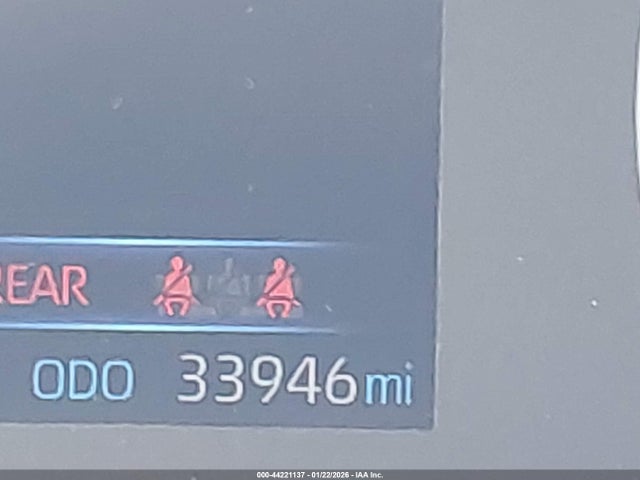 REAR
ODO 33946 mi
000-44221137 - 01/22/2026 - IAA Inc.